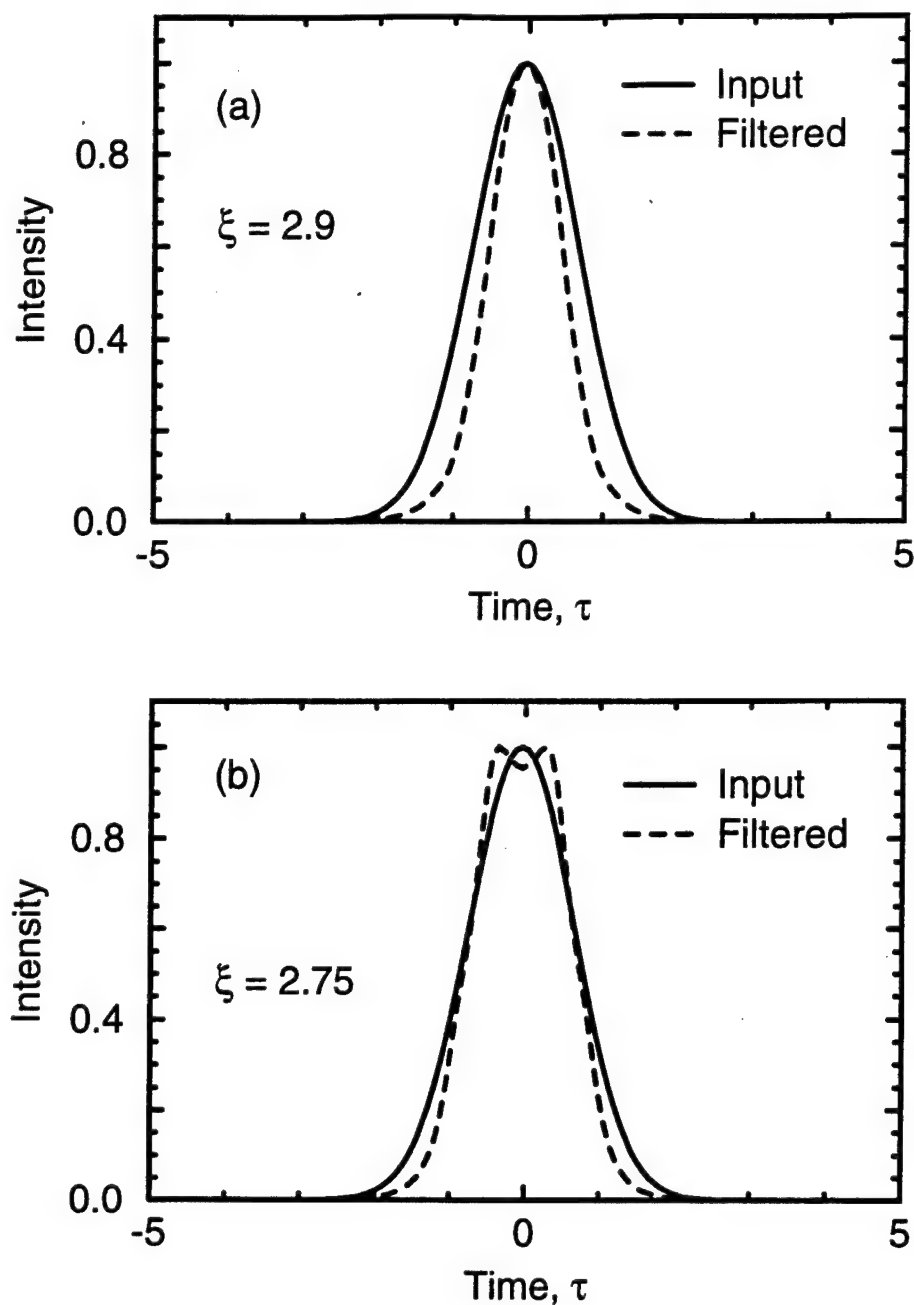 (a)
Input
Filtered
0.8
ξ = 2.9
Intensity
0.4
0.0
-5
0
5
Time, τ
(b)
Input
Filtered
0.8
ξ = 2.75
Intensity
0.4
0.0
-5
0
5
Time, τ